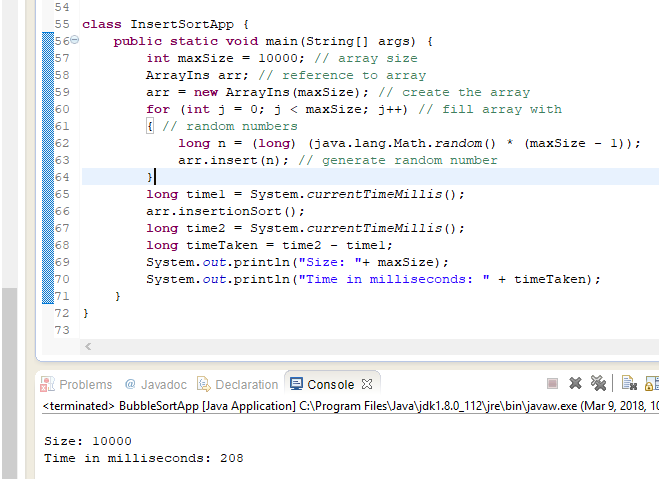 54
55 class InsertSortApp {
56 public static void main(String[] args) {
57 int maxSize = 10000; // array size
58 ArrayIns arr; // reference to array
59 arr = new ArrayIns(maxSize); // create the array
60 for (int j = 0; j < maxSize; j++) // fill array with
61 { // random numbers
62 long n = (long) (java.lang.Math.random() * (maxSize - 1));
63 arr.insert(n); // generate random number
64 }
65 long time1 = System.currentTimeMillis();
66 arr.insertionSort();
67 long time2 = System.currentTimeMillis();
68 long timeTaken = time2 - time1;
69 System.out.println("Size: "+ maxSize);
70 System.out.println("Time in milliseconds: " + timeTaken);
71 }
72 }
73
Problems @ Javadoc Declaration Console
<terminated> BubbleSortApp [Java Application] C:\Program Files\Java\jdk1.8.0_112\jre\bin\javaw.exe (Mar 9, 2018, 10
Size: 10000
Time in milliseconds: 208